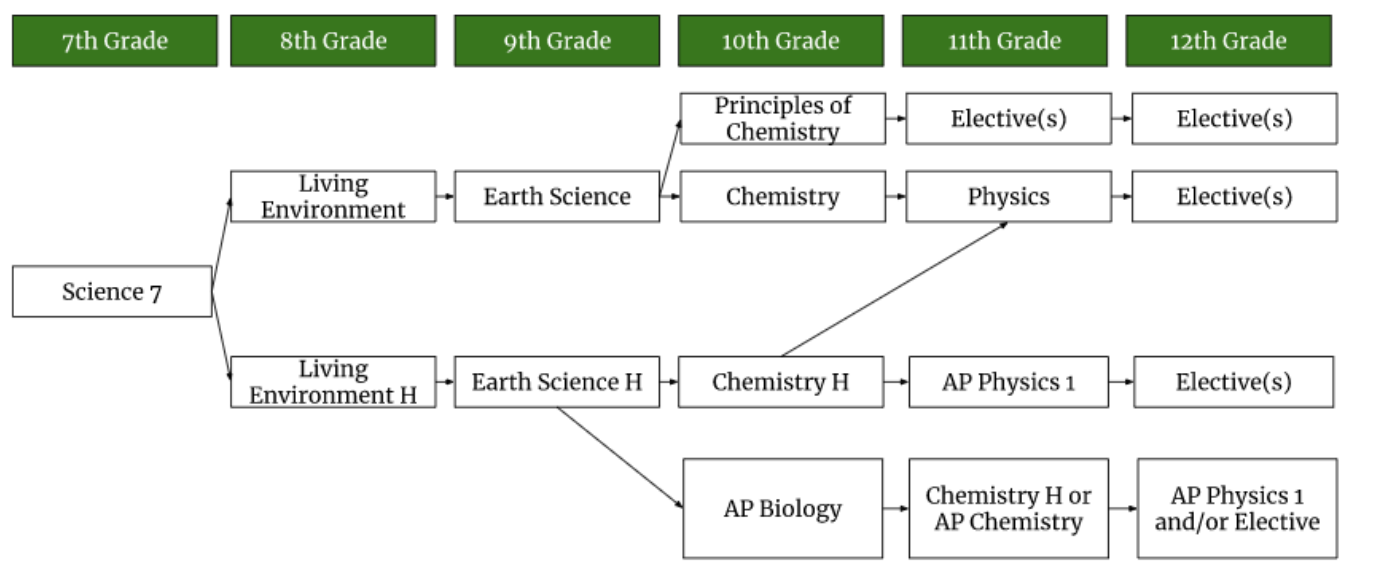 7th Grade
8th Grade
9th Grade
10th Grade
11th Grade
12th Grade
Principles of
Chemistry
Elective(s)
Elective(s)
Living
Environment
Earth Science
Chemistry
Physics
Elective(s)
Science 7
Living
Environment H
Earth Science H
Chemistry H
AP Physics 1
Elective(s)
AP Biology
Chemistry H or
AP Chemistry
AP Physics 1
and/or Elective